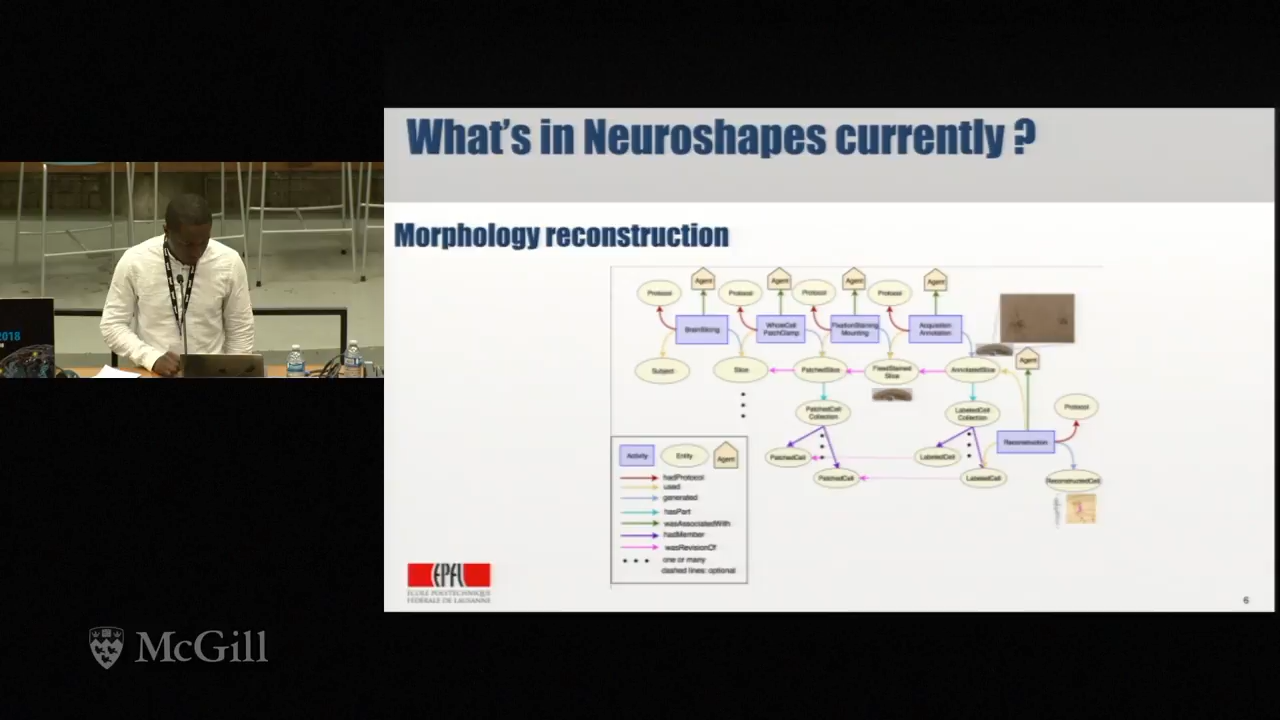 What's in Neuroshapes currently ?
Morphology reconstruction
Agent
Agent
Agent
Agent
Protocol
Protocol
Protocol
Protocol
BrainSlicing
WholeCell
PatchClamp
FixationStaining
Mounting
Acquisition
Annotation
Agent
Subject
Slice
PatchedSlice
FixedStained
Slice
AnnotatedSlice
PatchedCell
Collection
LabeledCell
Collection
Protocol
Reconstruction
PatchedCell
LabeledCell
PatchedCell
LabeledCell
ReconstructedCell
Activity
Entity
Agent
hadProtocol
used
generated
hasPart
wasAssociatedWith
hadMember
wasRevisionOf
one or many
dashed lines: optional
2018
EPFL
ÉCOLE POLYTECHNIQUE
FÉDÉRALE DE LAUSANNE
6
McGill